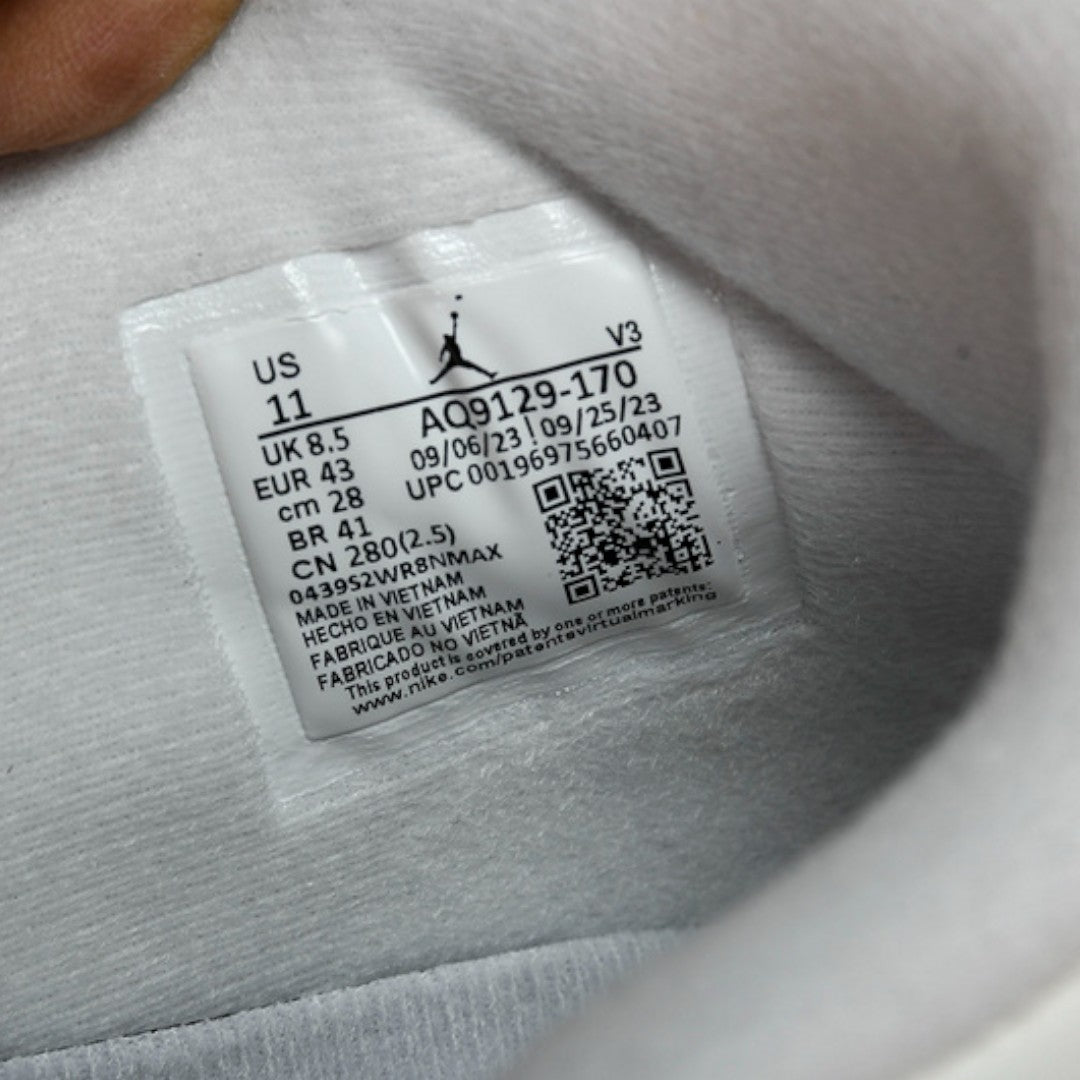 US
V3
11
AQ9129-170
UK 8.5
09/06/23 | 09/25/23
EUR 43
UPC 00196975660407
cm 28
BR 41
CN 280(2.5)
0439S2WR8NMAX
MADE IN VIETNAM
HECHO EN VIETNAM
FABRIQUE AU VIETNAM
FABRICADO NO VIETNÃ
This product is covered by one or more patents:
www.nike.com/patentsvirtualmarking